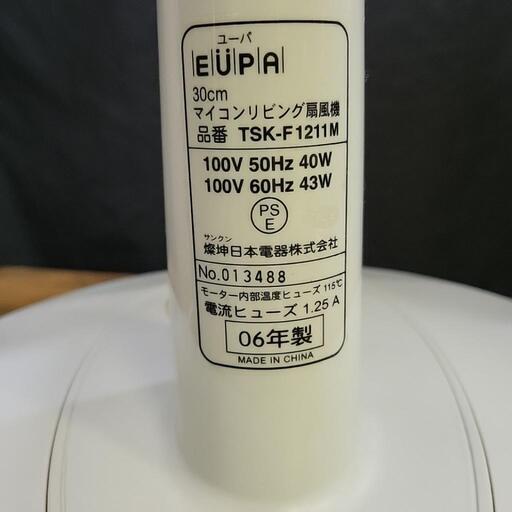 ユーパ
EUPA
30cm
マイコンリビング扇風機
品番 TSK-F1211M
100V 50Hz 40W
100V 60Hz 43W
PS
E
サンクン
燦坤日本電器株式会社
No.013488
モーター内部温度ヒューズ 115℃
電流ヒューズ 1.25 A
06年製
MADE IN CHINA